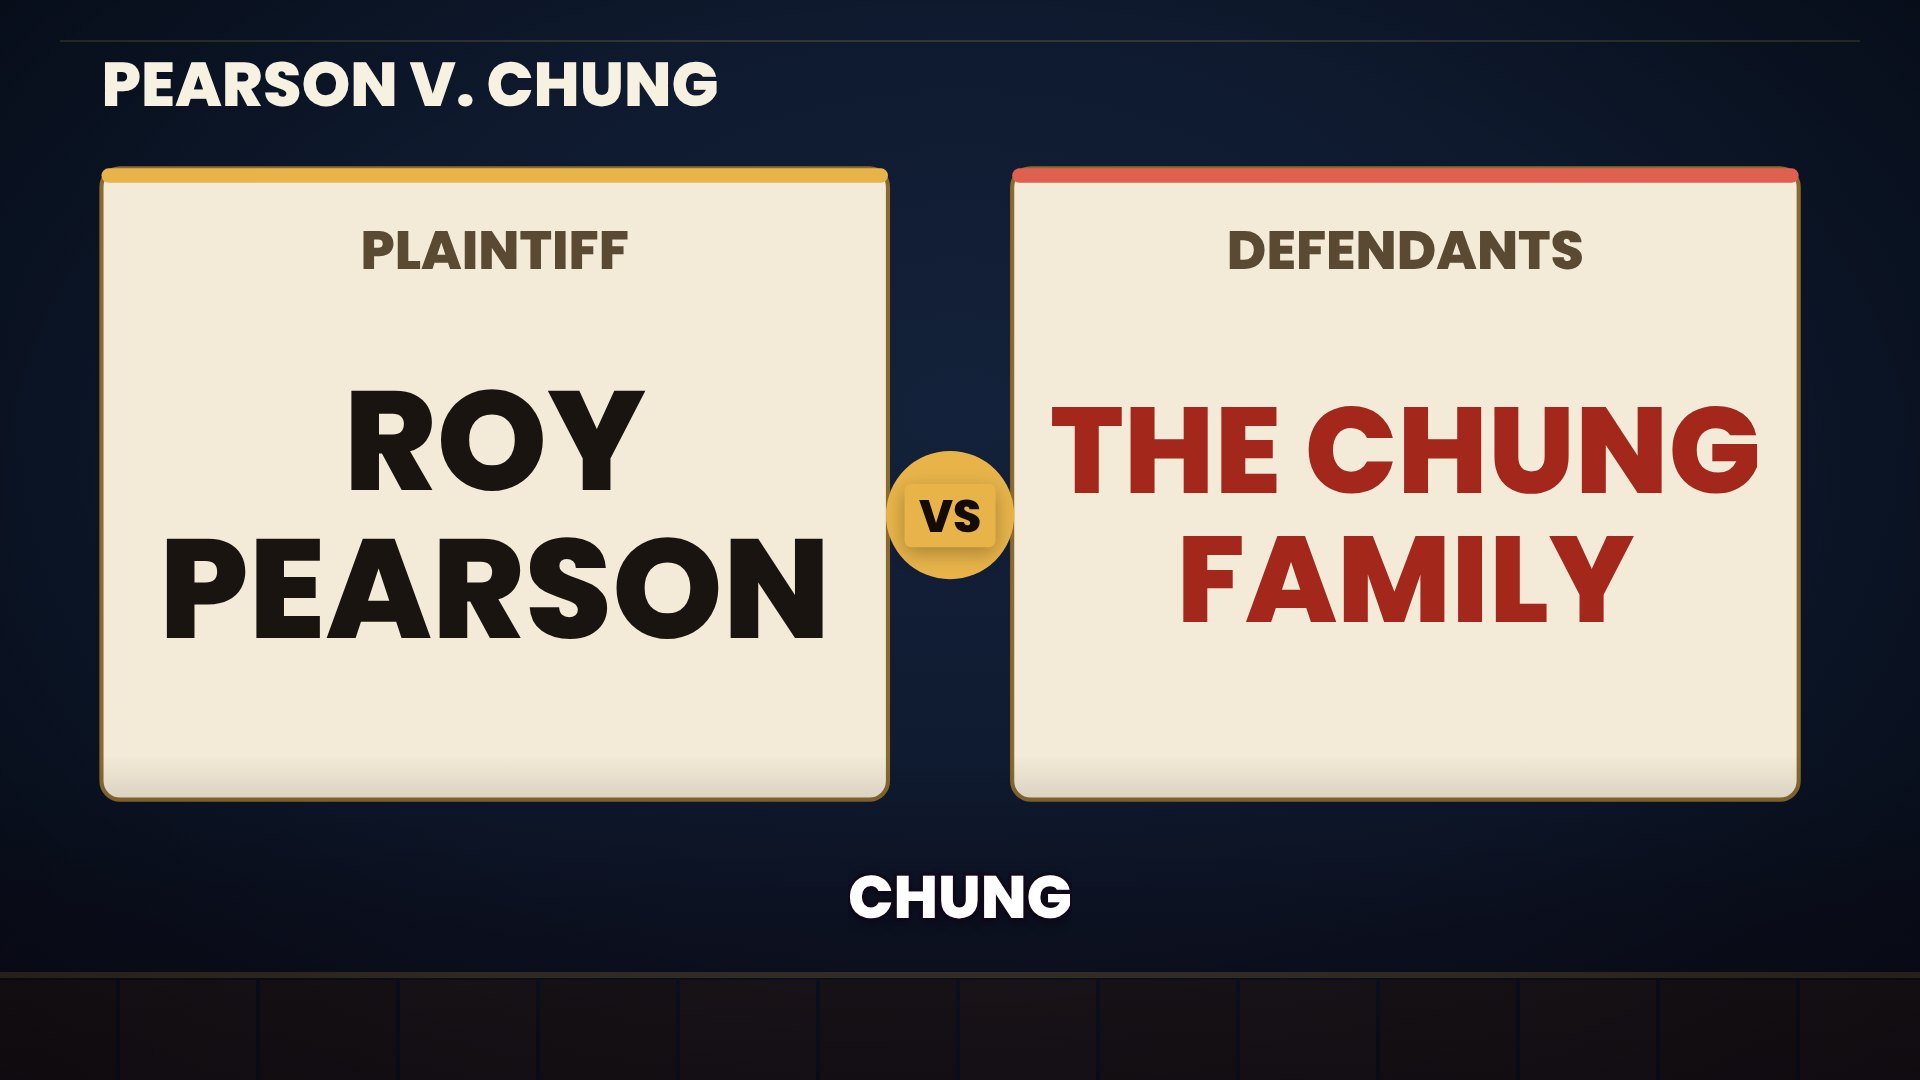 PEARSON V. CHUNG
PLAINTIFF
ROY
PEARSON
VS
DEFENDANTS
THE CHUNG
FAMILY
CHUNG